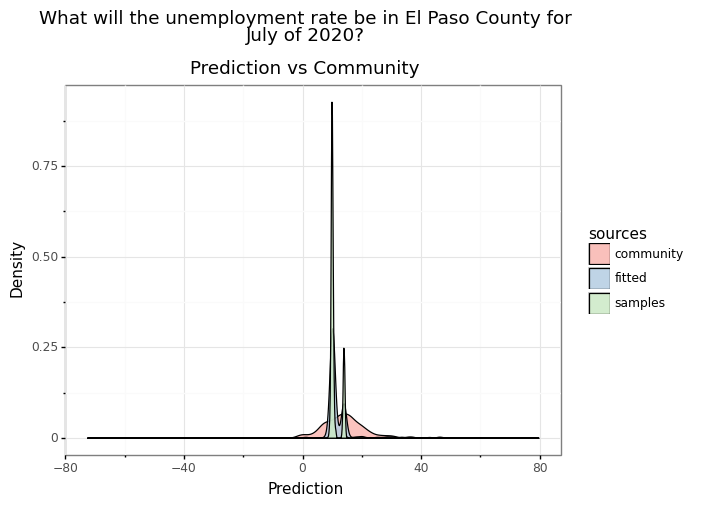 What will the unemployment rate be in El Paso County for
July of 2020?
Prediction vs Community
0.75
0.50
0.25
0
−80
−40
0
40
80
Density
Prediction
sources
community
fitted
samples